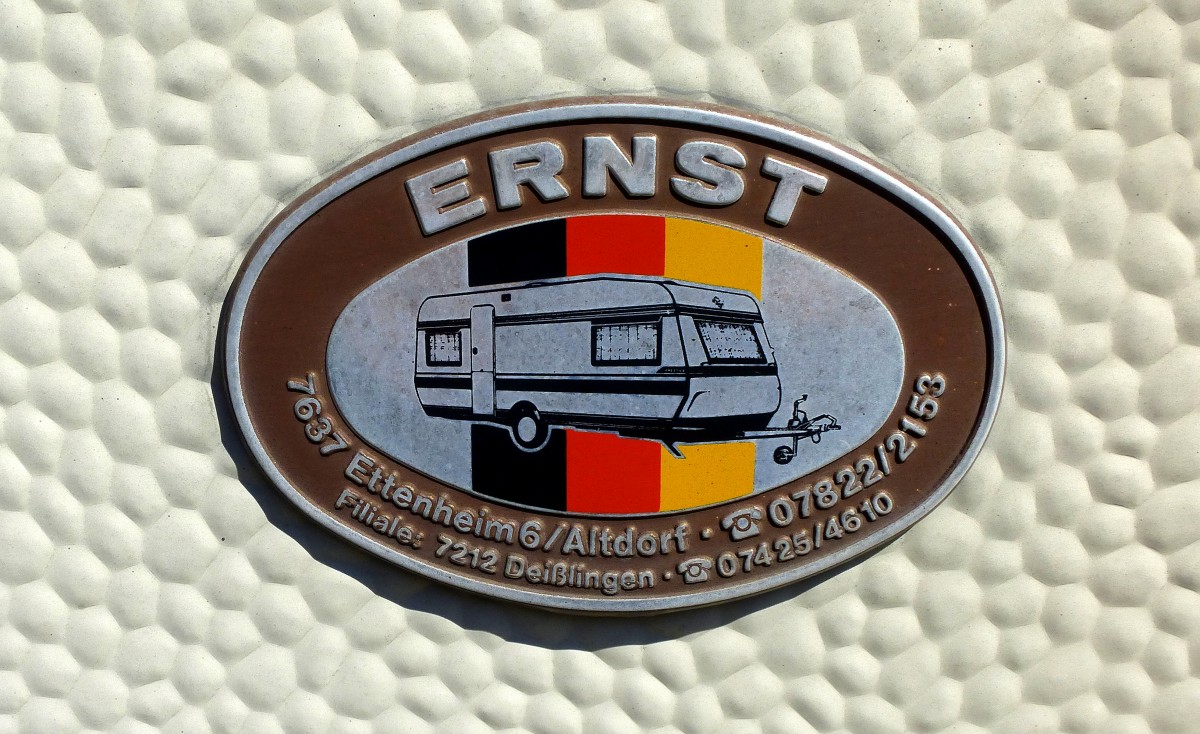 ERNST
7637 Ettenheim6/Altdorf · ☎07822/2153
Filiale: 7212 Deißlingen · ☎07425/4610